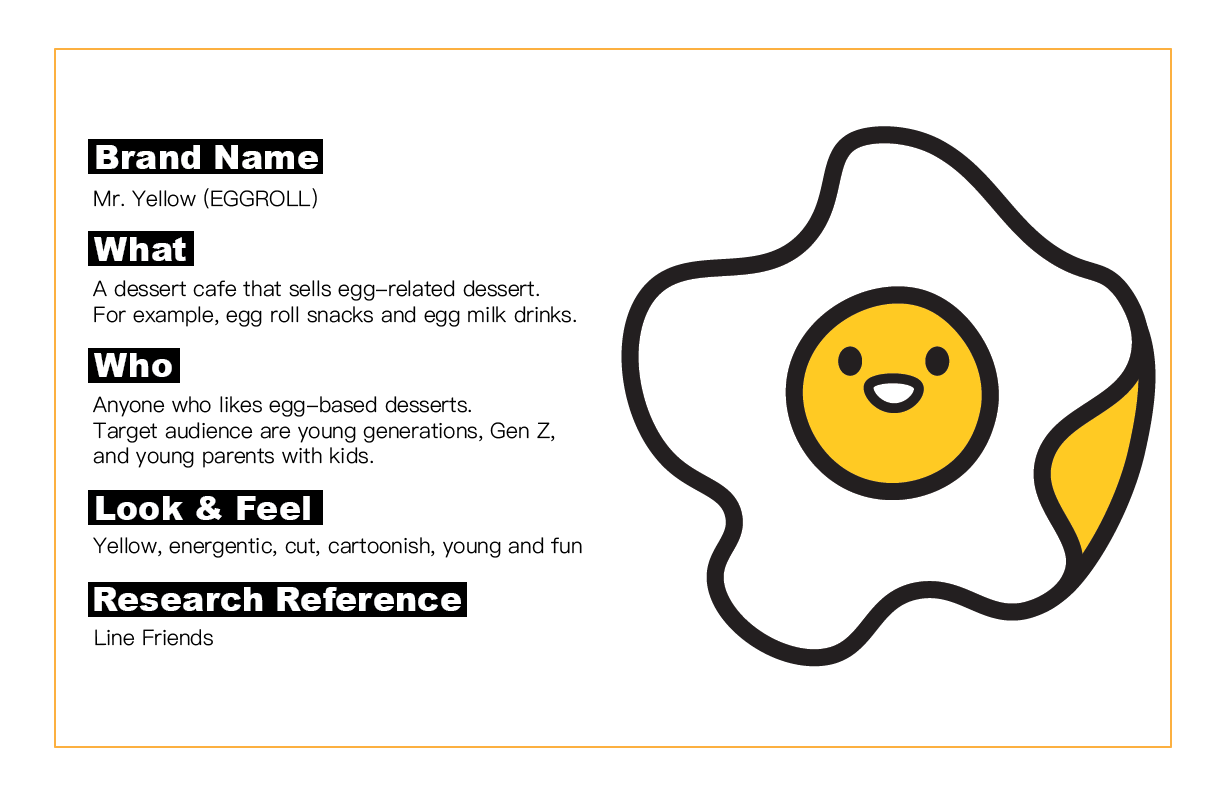 Brand Name
Mr. Yellow (EGGROLL)
What
A dessert cafe that sells egg-related dessert.
For example, egg roll snacks and egg milk drinks.
Who
Anyone who likes egg-based desserts.
Target audience are young generations, Gen Z,
and young parents with kids.
Look & Feel
Yellow, energentic, cut, cartoonish, young and fun
Research Reference
Line Friends